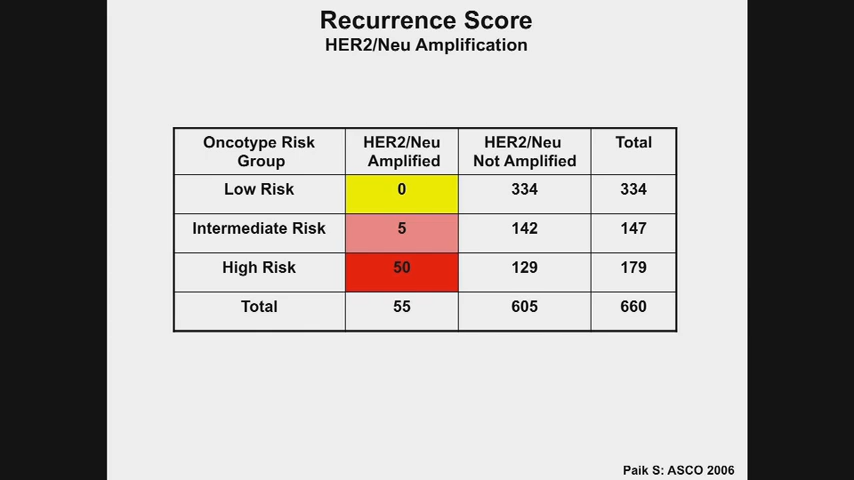 Recurrence Score
HER2/Neu Amplification
Oncotype Risk Group HER2/Neu Amplified HER2/Neu Not Amplified Total
Low Risk 0 334 334
Intermediate Risk 5 142 147
High Risk 50 129 179
Total 55 605 660
Paik S: ASCO 2006